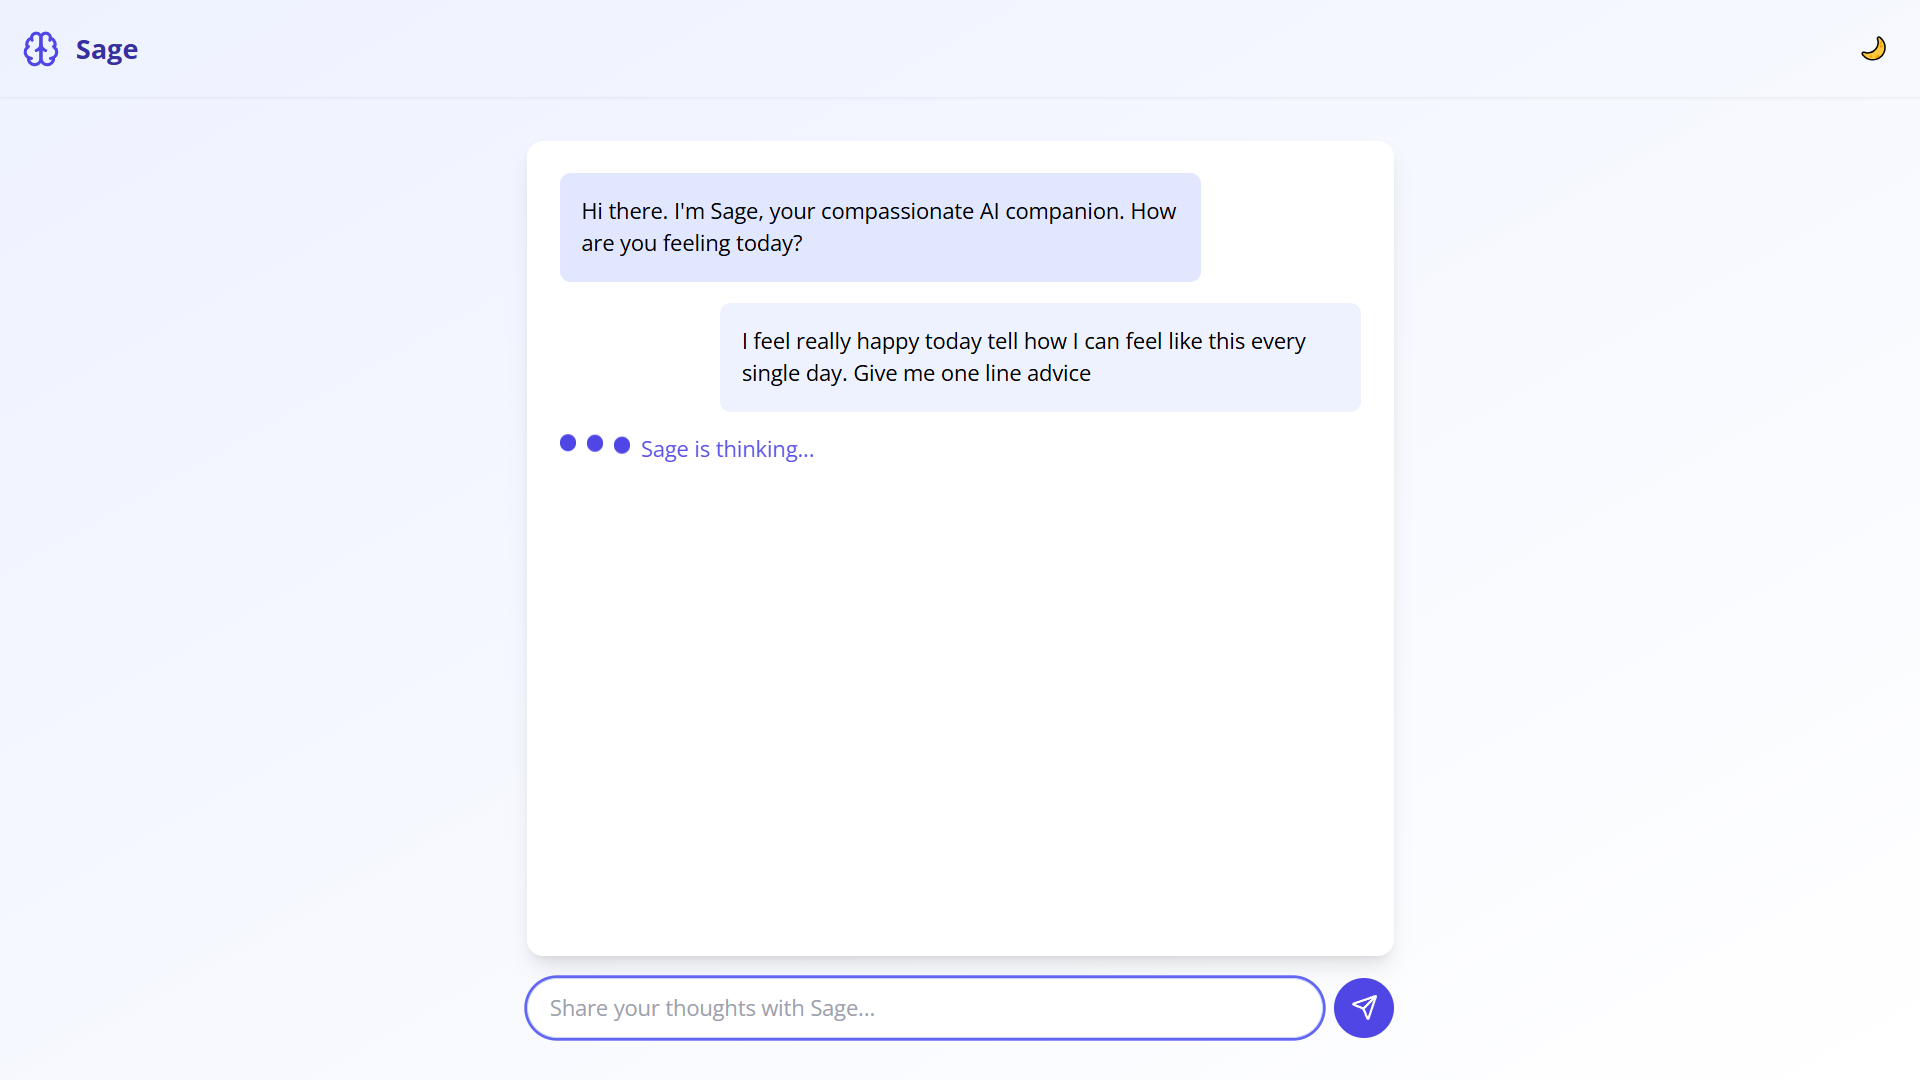 Sage
Hi there. I'm Sage, your compassionate AI companion. How
are you feeling today?
I feel really happy today tell how I can feel like this every
single day. Give me one line advice
Sage is thinking...
Share your thoughts with Sage...